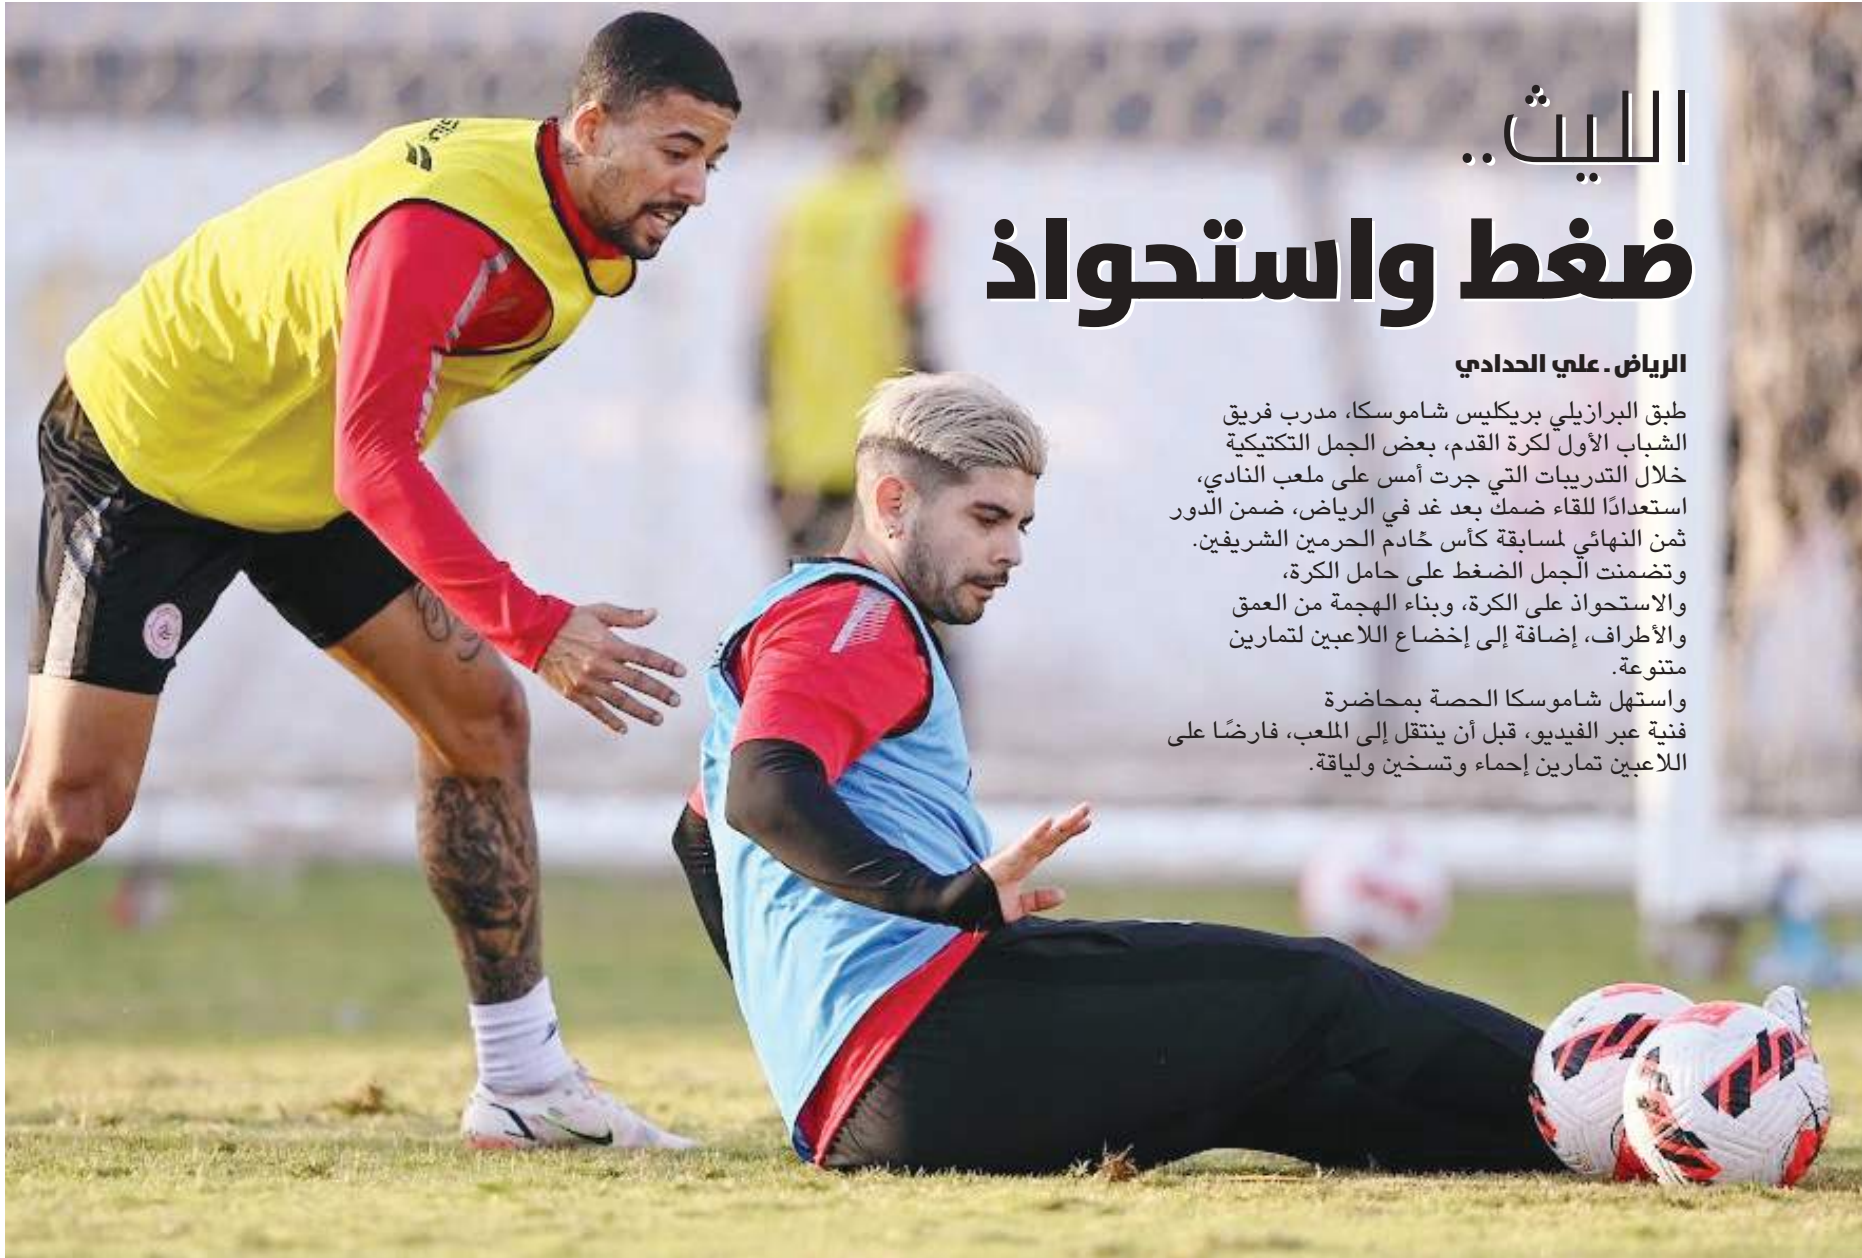 الليث..
ضغط واستحواذ
الرياض ـ علي الحدادي
طبق البرازيلي بريكليس شاموسكا، مدرب فريق
الشباب الأول لكرة القدم، بعض الجمل التكتيكية
خلال التدريبات التي جرت أمس على ملعب النادي،
استعدادًا للقاء ضمك بعد غد في الرياض، ضمن الدور
ثمن النهائي لمسابقة كأس خادم الحرمين الشريفين.
وتضمنت الجمل الضغط على حامل الكرة،
والاستحواذ على الكرة، وبناء الهجمة من العمق
والأطراف، إضافة إلى إخضاع اللاعبين لتمارين
متنوعة.
واستهل شاموسكا الحصة بمحاضرة
فنية عبر الفيديو، قبل أن ينتقل إلى الملعب، فارضًا على
اللاعبين تمارين إحماء وتسخين ولياقة.